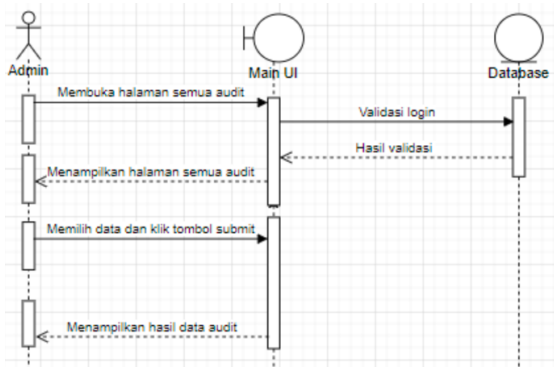 Admin
Main UI
Database
Membuka halaman semua audit
Validasi login
Hasil validasi
Menampilkan halaman semua audit
Memilih data dan klik tombol submit
Menampilkan hasil data audit